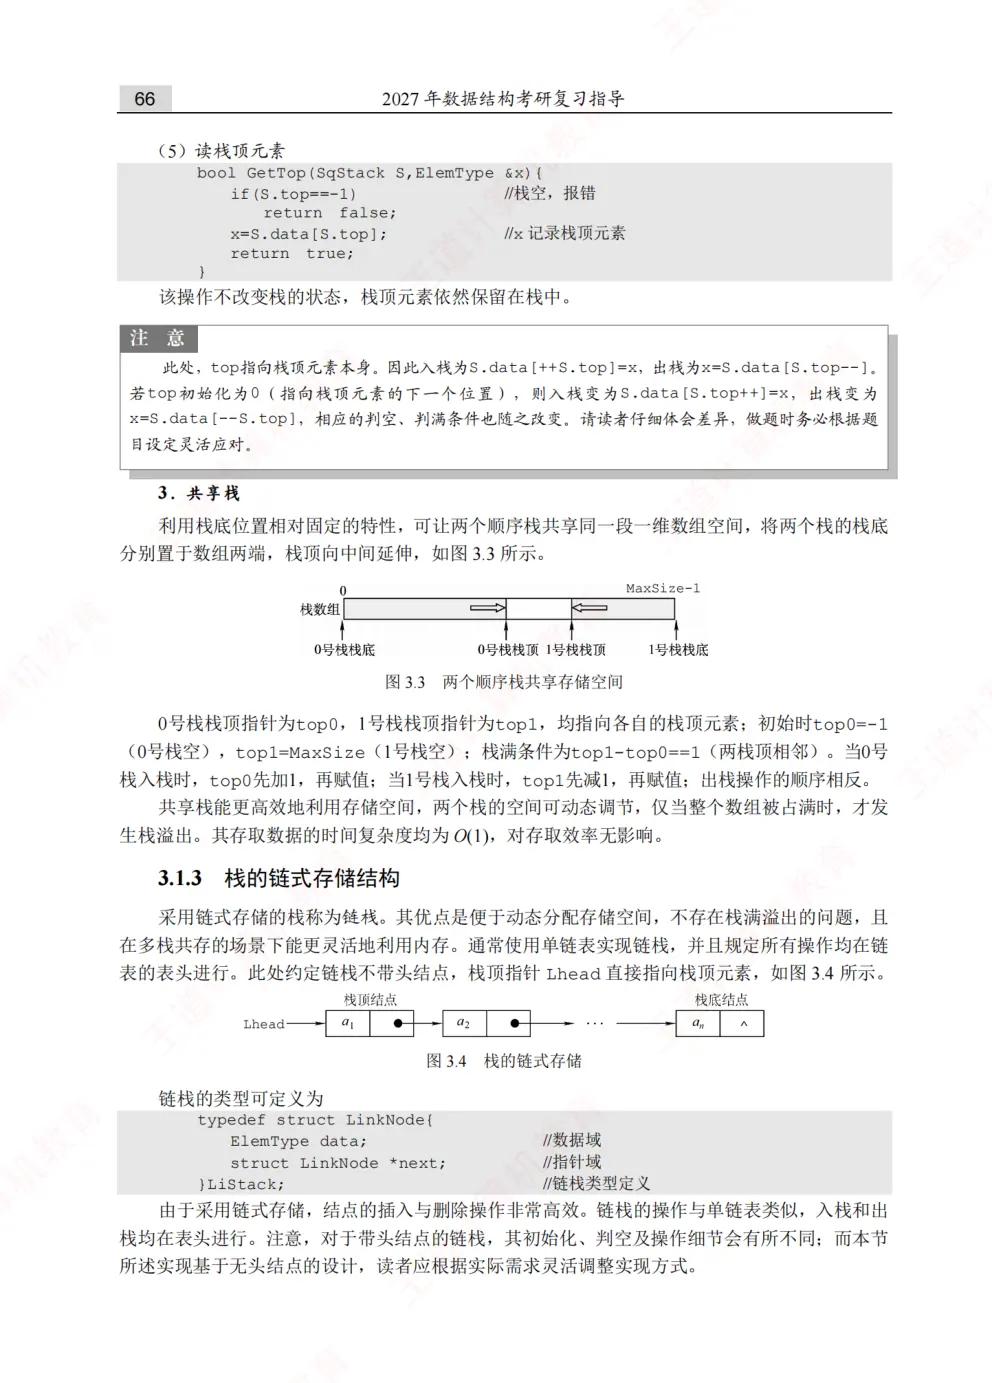 66
2027 年数据结构考研复习指导
（5）读栈顶元素
bool GetTop(SqStack S,ElemType &x){
if(S.top==-1) //栈空，报错
return false;
x=S.data[S.top]; //x 记录栈顶元素
return true;
}
该操作不改变栈的状态，栈顶元素依然保留在栈中。
注 意
此处，top指向栈顶元素本身。因此入栈为S.data[++S.top]=x，出栈为x=S.data[S.top--]。
若top初始化为0（指向栈顶元素的下一个位置），则入栈变为S.data[S.top++]=x，出栈变为
x=S.data[--S.top]，相应的判空、判满条件也随之改变。请读者仔细体会差异，做题时务必根据题
目设定灵活应对。
3．共享栈
利用栈底位置相对固定的特性，可让两个顺序栈共享同一段一维数组空间，将两个栈的栈底
分别置于数组两端，栈顶向中间延伸，如图 3.3 所示。
0 MaxSize-1
栈数组
0号栈栈底 0号栈栈顶 1号栈栈顶 1号栈栈底
图 3.3 两个顺序栈共享存储空间
0号栈栈顶指针为top0，1号栈栈顶指针为top1，均指向各自的栈顶元素；初始时top0=-1
（0号栈空），top1=MaxSize（1号栈空）；栈满条件为top1-top0==1（两栈顶相邻）。当0号
栈入栈时，top0先加1，再赋值；当1号栈入栈时，top1先减1，再赋值；出栈操作的顺序相反。
共享栈能更高效地利用存储空间，两个栈的空间可动态调节，仅当整个数组被占满时，才发
生栈溢出。其存取数据的时间复杂度均为 O(1)，对存取效率无影响。
3.1.3 栈的链式存储结构
采用链式存储的栈称为链栈。其优点是便于动态分配存储空间，不存在栈满溢出的问题，且
在多栈共存的场景下能更灵活地利用内存。通常使用单链表实现链栈，并且规定所有操作均在链
表的表头进行。此处约定链栈不带头结点，栈顶指针 Lhead 直接指向栈顶元素，如图 3.4 所示。
栈顶结点 栈底结点
Lhead a1 a2 … an ^
图 3.4 栈的链式存储
链栈的类型可定义为
typedef struct LinkNode{
ElemType data; //数据域
struct LinkNode *next; //指针域
}LiStack; //链栈类型定义
由于采用链式存储，结点的插入与删除操作非常高效。链栈的操作与单链表类似，入栈和出
栈均在表头进行。注意，对于带头结点的链栈，其初始化、判空及操作细节会有所不同；而本节
所述实现基于无头结点的设计，读者应根据实际需求灵活调整实现方式。